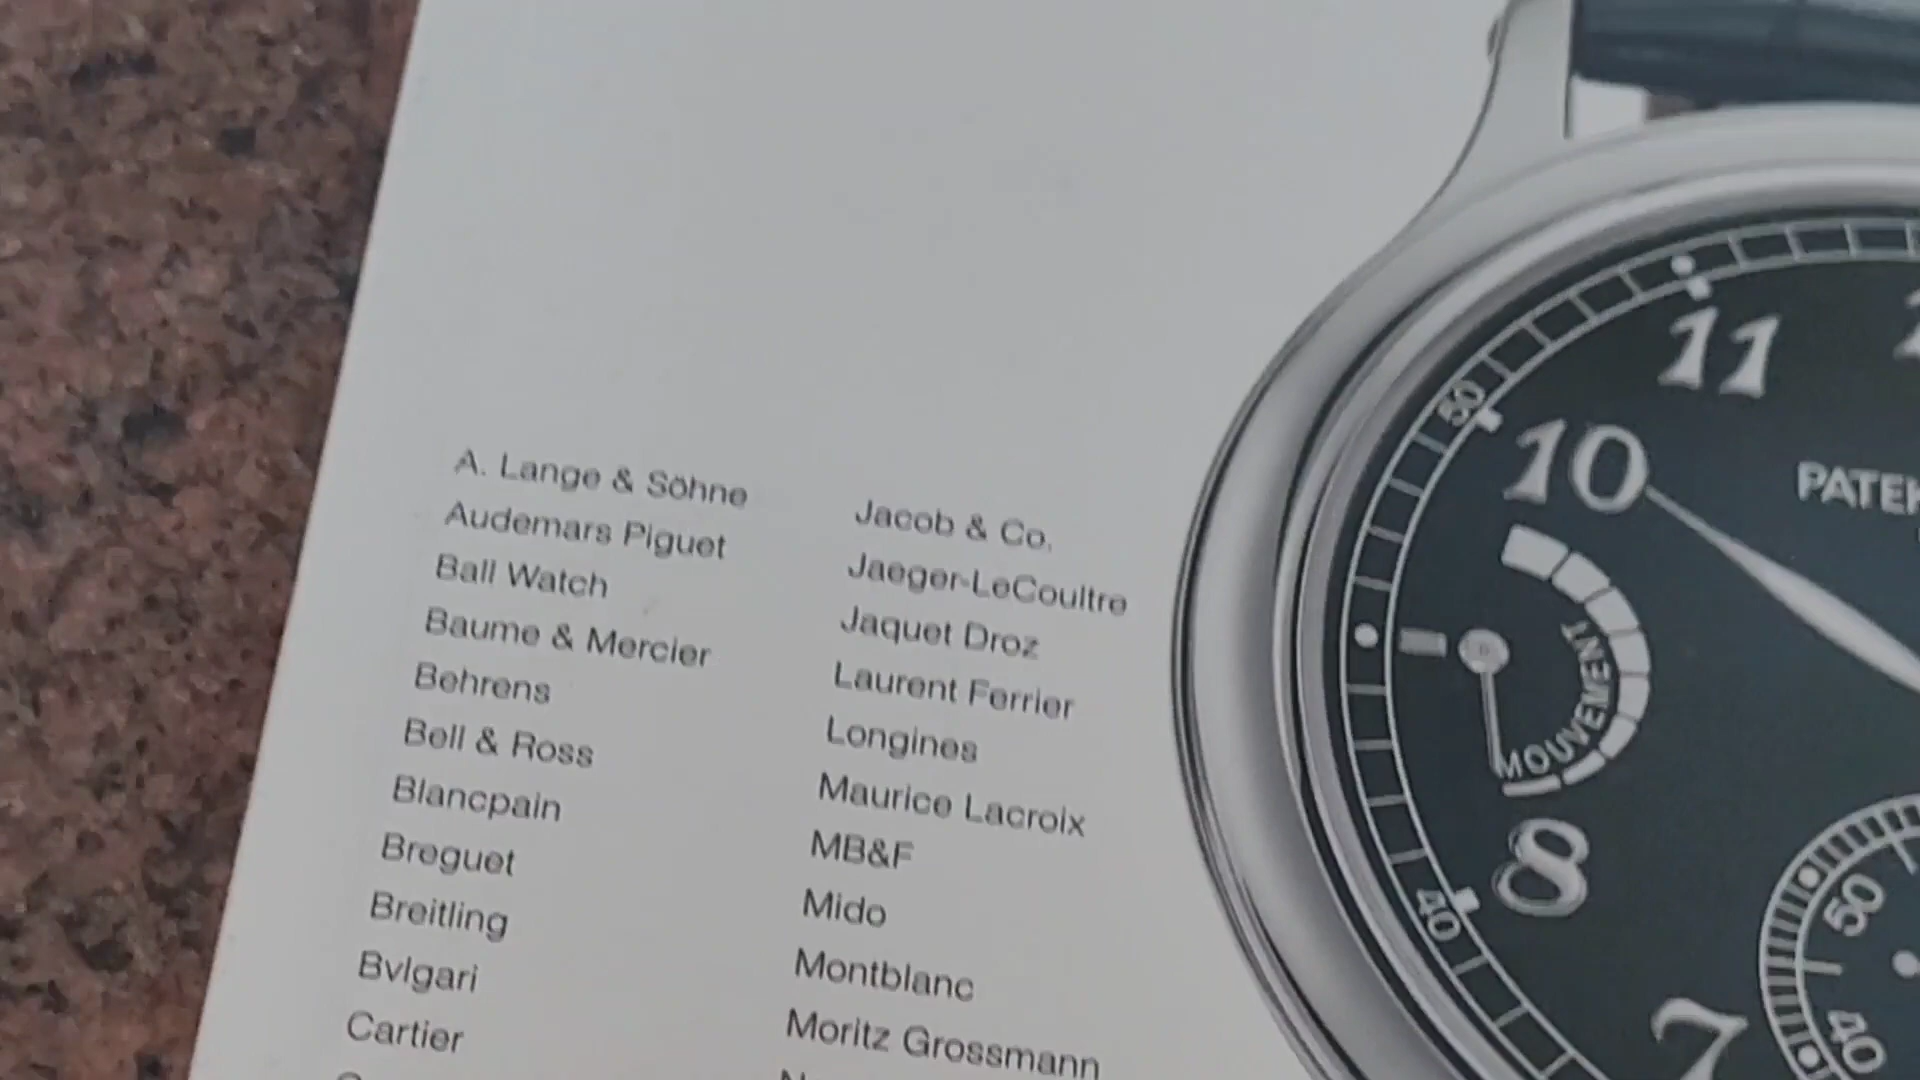 A. Lange & Söhne
Audemars Piguet
Ball Watch
Baume & Mercier
Behrens
Bell & Ross
Blancpain
Breguet
Breitling
Bvlgari
Cartier
Jacob & Co.
Jaeger-LeCoultre
Jaquet Droz
Laurent Ferrier
Longines
Maurice Lacroix
MB&F
Mido
Montblanc
Moritz Grossmann
11
50
10
MOUVEMENT
8
40
7
50
40